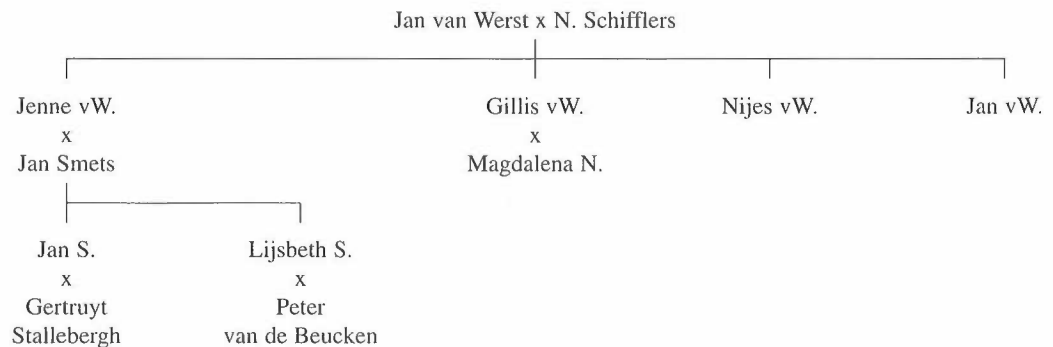 Jan van Werst x N. Schifflers
Jenne vW. Gillis vW. Nijes vW. Jan vW.
x x
Jan Smets Magdalena N.
Jan S. Lijsbeth S.
x x
Gertruyt Peter
Stallebergh van de Beucken